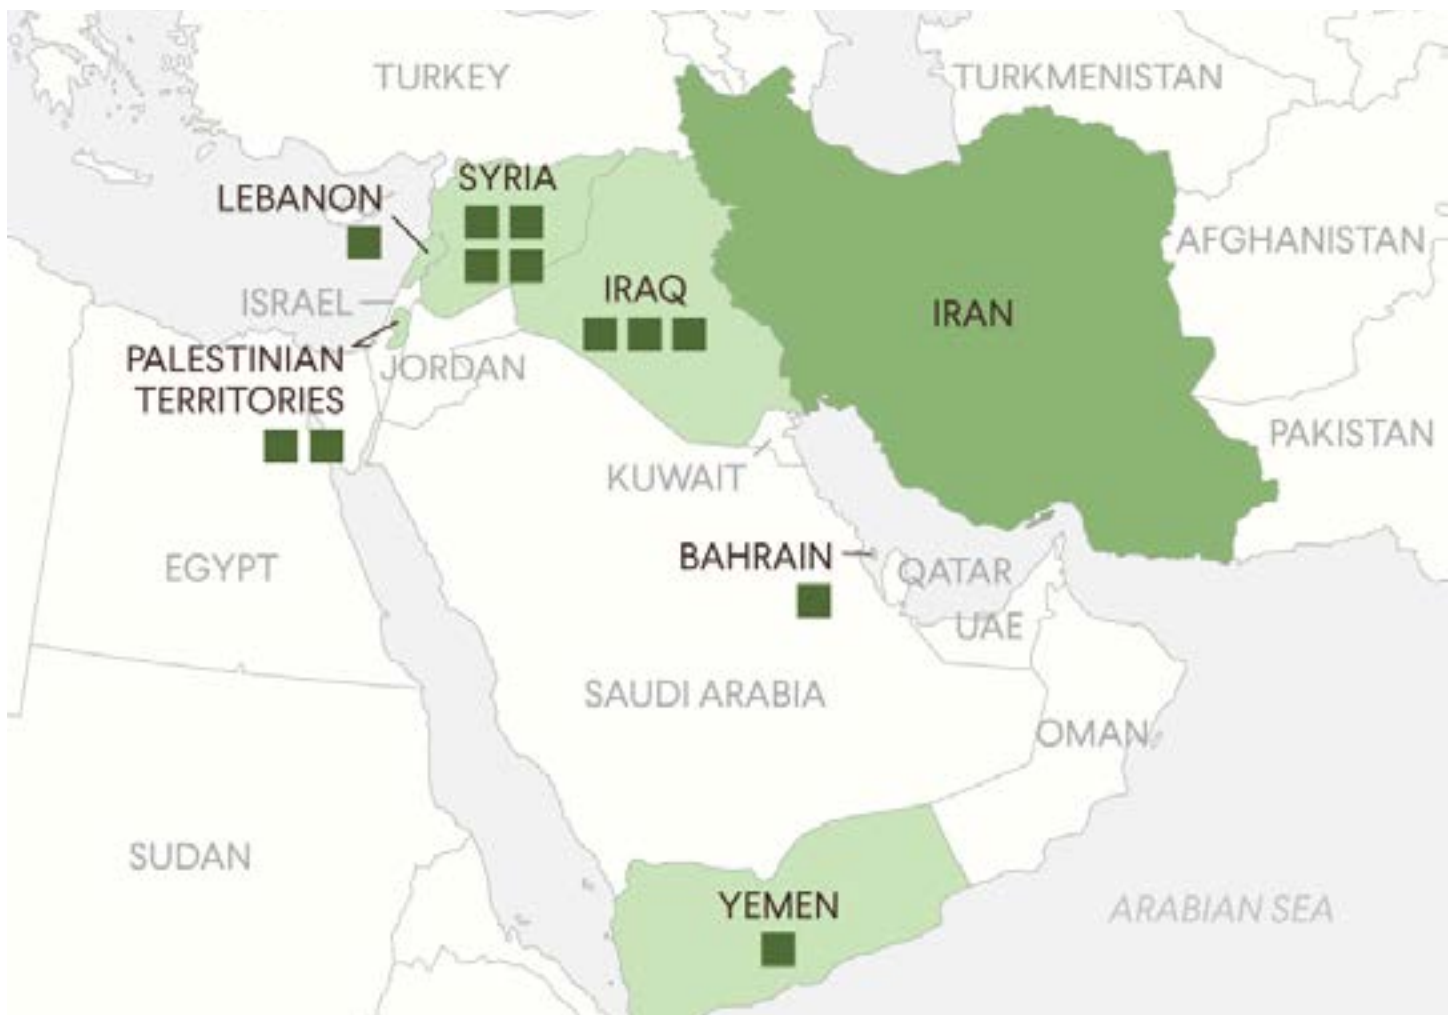 TURKEY
TURKMENISTAN
LEBANON
SYRIA
AFGHANISTAN
ISRAEL
IRAQ
IRAN
PALESTINIAN
TERRITORIES
JORDAN
PAKISTAN
KUWAIT
EGYPT
BAHRAIN
QATAR
UAE
SAUDI ARABIA
OMAN
SUDAN
YEMEN
ARABIAN SEA